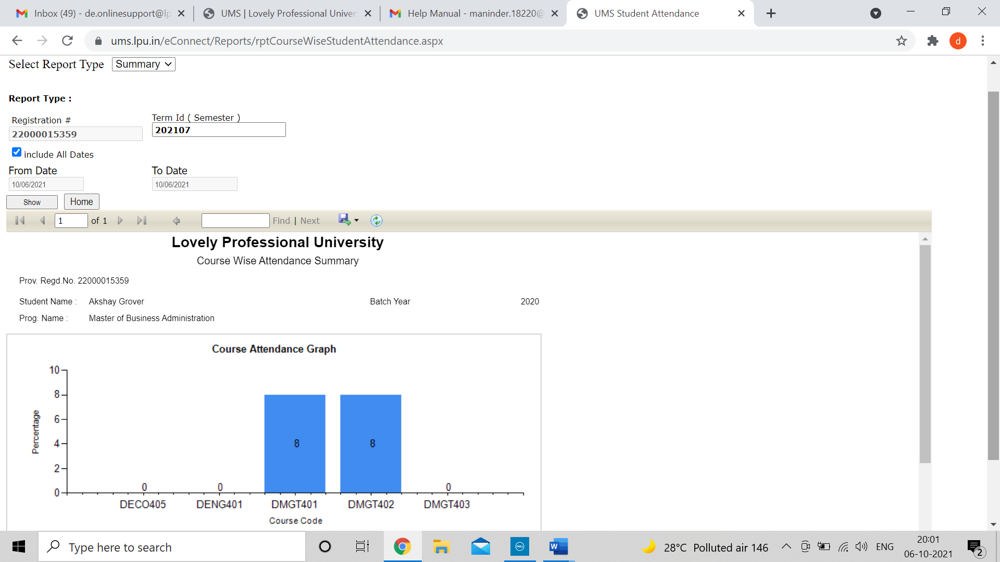 Inbox (49) - de.onlinesupport@lp
UMS | Lovely Professional Univer
Help Manual - maninder.18220@
UMS Student Attendance
ums.lpu.in/eConnect/Reports/rptCourseWiseStudentAttendance.aspx
d
Select Report Type Summary
Report Type :
Registration # Term Id ( Semester )
22000015359 202107
include All Dates
From Date To Date
10/06/2021 10/06/2021
Show Home
1 of 1 Find | Next
Lovely Professional University
Course Wise Attendance Summary
Prov. Regd.No. 22000015359
Student Name : Akshay Grover Batch Year 2020
Prog. Name : Master of Business Administration
Course Attendance Graph
Percentage
10
8
6
4
2
0
0 0 8 8 0
DECO405 DENG401 DMGT401 DMGT402 DMGT403
Course Code
Type here to search
DELL
W
28°C Polluted air 146
ENG
20:01
06-10-2021
2